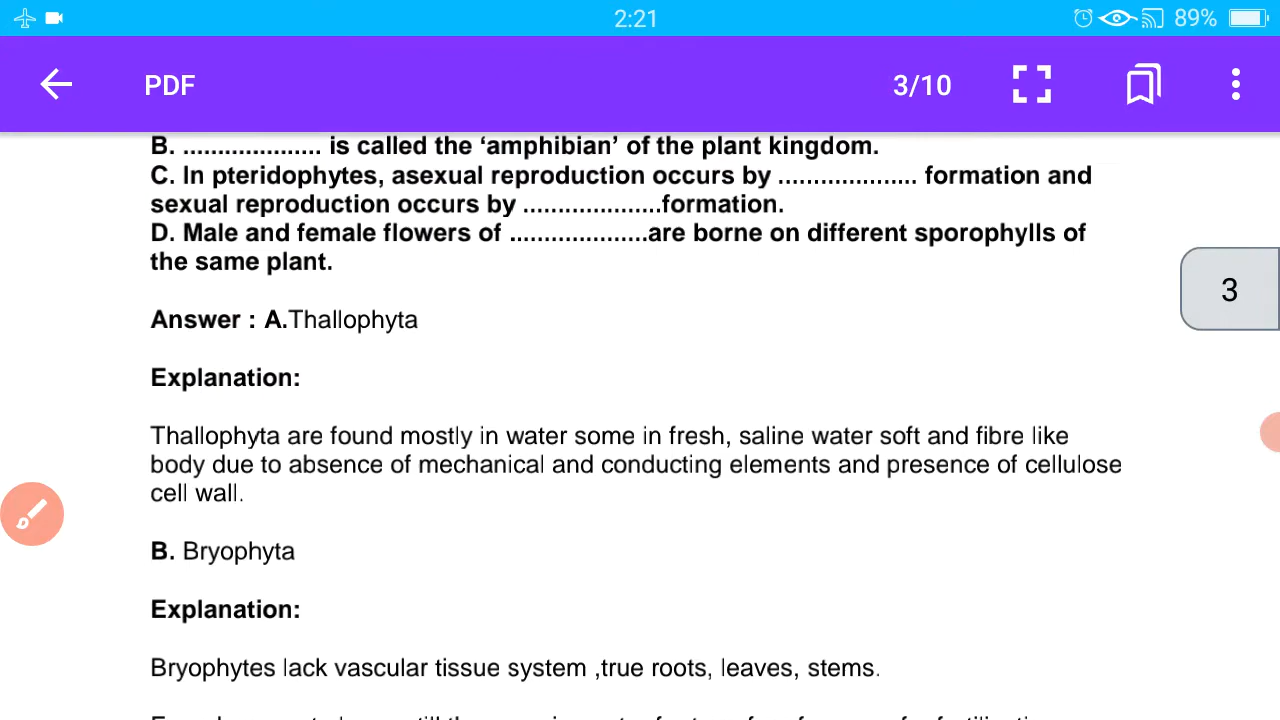 2:21
89%
PDF
3/10
B. .................... is called the ‘amphibian’ of the plant kingdom.
C. In pteridophytes, asexual reproduction occurs by .................... formation and
sexual reproduction occurs by ....................formation.
D. Male and female flowers of ....................are borne on different sporophylls of
the same plant.
3
Answer : A.Thallophyta
Explanation:
Thallophyta are found mostly in water some in fresh, saline water soft and fibre like
body due to absence of mechanical and conducting elements and presence of cellulose
cell wall.
B. Bryophyta
Explanation:
Bryophytes lack vascular tissue system ,true roots, leaves, stems.